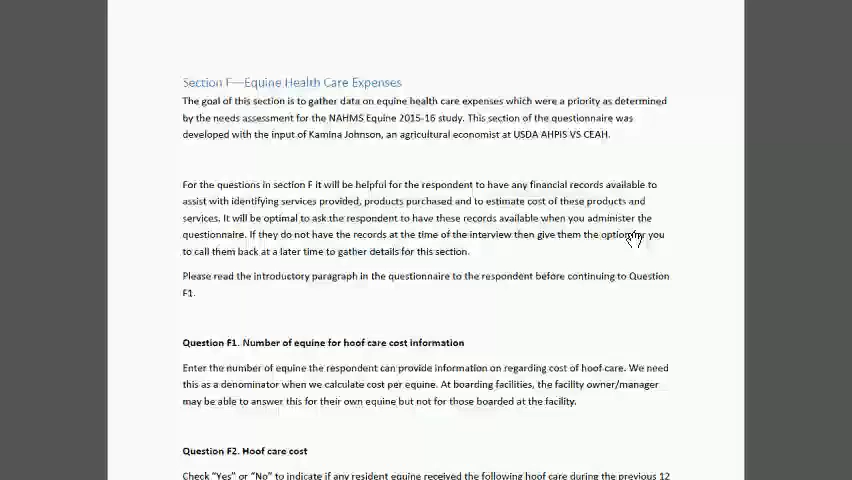 Section F—Equine Health Care Expenses
The goal of this section is to gather data on equine health care expenses which were a priority as determined
by the needs assessment for the NAHMS Equine 2015-16 study. This section of the questionnaire was
developed with the input of Kamina Johnson, an agricultural economist at USDA AHPIS VS CEAH.
For the questions in section F it will be helpful for the respondent to have any financial records available to
assist with identifying services provided, products purchased and to estimate cost of these products and
services. It will be optimal to ask the respondent to have these records available when you administer the
questionnaire. If they do not have the records at the time of the interview then give them the option for you
to call them back at a later time to gather details for this section.
Please read the introductory paragraph in the questionnaire to the respondent before continuing to Question
F1.
Question F1. Number of equine for hoof care cost information
Enter the number of equine the respondent can provide information on regarding cost of hoof care. We need
this as a denominator when we calculate cost per equine. At boarding facilities, the facility owner/manager
may be able to answer this for their own equine but not for those boarded at the facility.
Question F2. Hoof care cost
Check “Yes” or “No” to indicate if any resident equine received the following hoof care during the previous 12